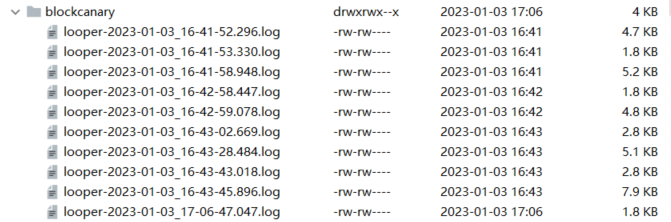 blockcanary drwxrwx--x 2023-01-03 17:06 4 KB
looper-2023-01-03_16-41-52.296.log -rw-rw---- 2023-01-03 16:41 4.7 KB
looper-2023-01-03_16-41-53.330.log -rw-rw---- 2023-01-03 16:41 1.8 KB
looper-2023-01-03_16-41-58.948.log -rw-rw---- 2023-01-03 16:41 5.2 KB
looper-2023-01-03_16-42-58.447.log -rw-rw---- 2023-01-03 16:42 1.8 KB
looper-2023-01-03_16-42-59.078.log -rw-rw---- 2023-01-03 16:42 4.8 KB
looper-2023-01-03_16-43-02.669.log -rw-rw---- 2023-01-03 16:43 2.8 KB
looper-2023-01-03_16-43-28.484.log -rw-rw---- 2023-01-03 16:43 5.1 KB
looper-2023-01-03_16-43-43.018.log -rw-rw---- 2023-01-03 16:43 2.8 KB
looper-2023-01-03_16-43-45.896.log -rw-rw---- 2023-01-03 16:43 7.9 KB
looper-2023-01-03_17-06-47.047.log -rw-rw---- 2023-01-03 17:06 1.8 KB